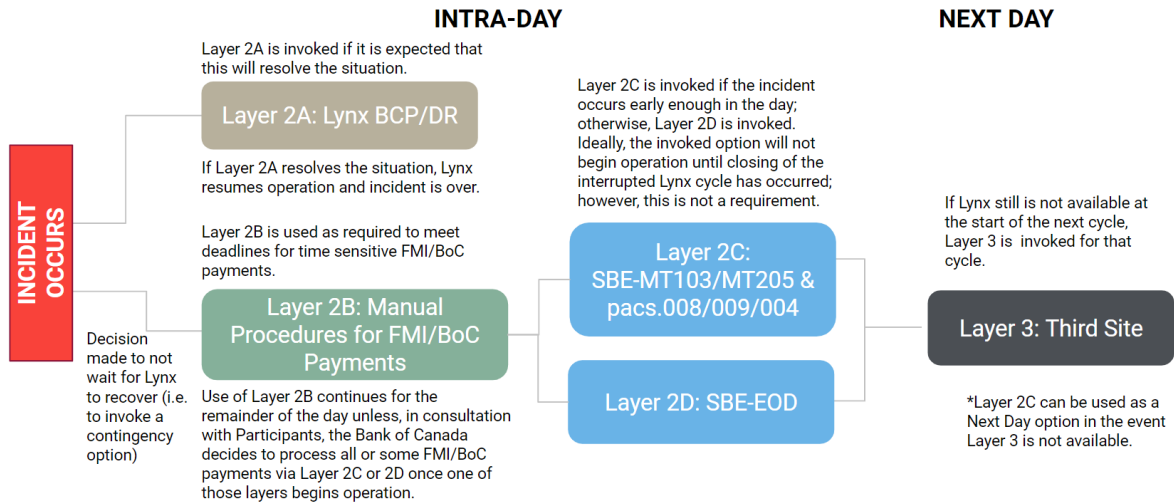 INTRA-DAY
NEXT DAY
INCIDENT
OCCURS
Layer 2A is invoked if it is expected that
this will resolve the situation.
Layer 2A: Lynx BCP/DR
If Layer 2A resolves the situation, Lynx
resumes operation and incident is over.
Layer 2B is used as required to meet
deadlines for time sensitive FMI/BoC
payments.
Layer 2B: Manual
Procedures for FMI/BoC
Payments
Decision
made to not
wait for Lynx
to recover (i.e.
to invoke a
contingency
option)
Use of Layer 2B continues for the
remainder of the day unless, in consultation
with Participants, the Bank of Canada
decides to process all or some FMI/BoC
payments via Layer 2C or 2D once one of
those layers begins operation.
Layer 2C is invoked if the incident
occurs early enough in the day;
otherwise, Layer 2D is invoked.
Ideally, the invoked option will not
begin operation until closing of the
interrupted Lynx cycle has occurred;
however, this is not a requirement.
Layer 2C:
SBE-MT103/MT205 &
pacs.008/009/004
Layer 2D: SBE-EOD
If Lynx still is not available at
the start of the next cycle,
Layer 3 is invoked for that
cycle.
Layer 3: Third Site
*Layer 2C can be used as a
Next Day option in the event
Layer 3 is not available.